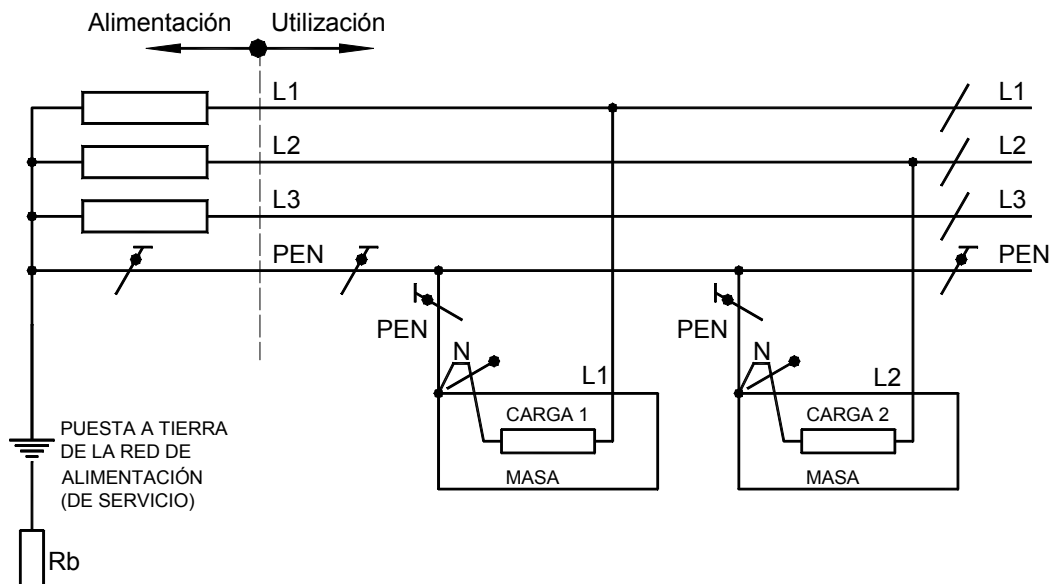 Alimentación Utilización
L1 L1
L2 L2
L3 L3
PEN PEN
PEN PEN
N N
L1 L2
CARGA 1 CARGA 2
PUESTA A TIERRA
DE LA RED DE
ALIMENTACIÓN
(DE SERVICIO)
MASA MASA
Rb